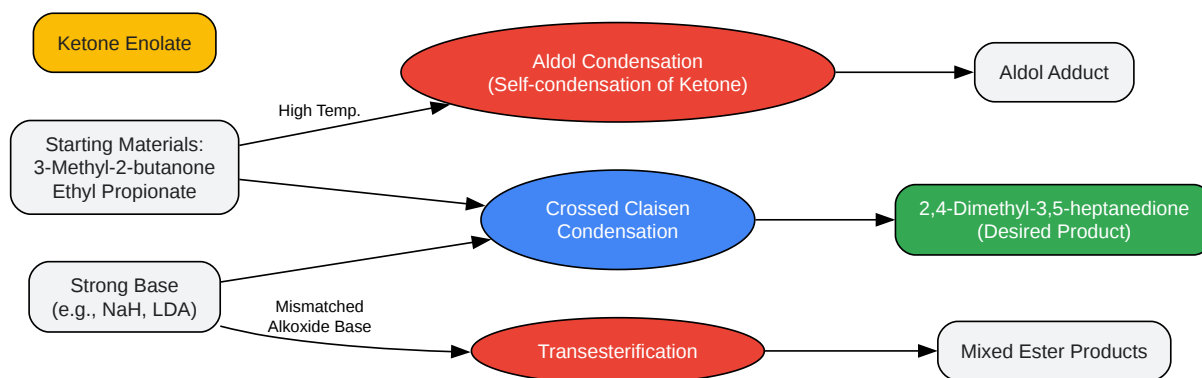 Ketone Enolate
Aldol Condensation
(Self-condensation of Ketone)
Aldol Adduct
High Temp.
Starting Materials:
3-Methyl-2-butanone
Ethyl Propionate
Crossed Claisen
Condensation
2,4-Dimethyl-3,5-heptanedione
(Desired Product)
Strong Base
(e.g., NaH, LDA)
Mismatched
Alkoxide Base
Transesterification
Mixed Ester Products